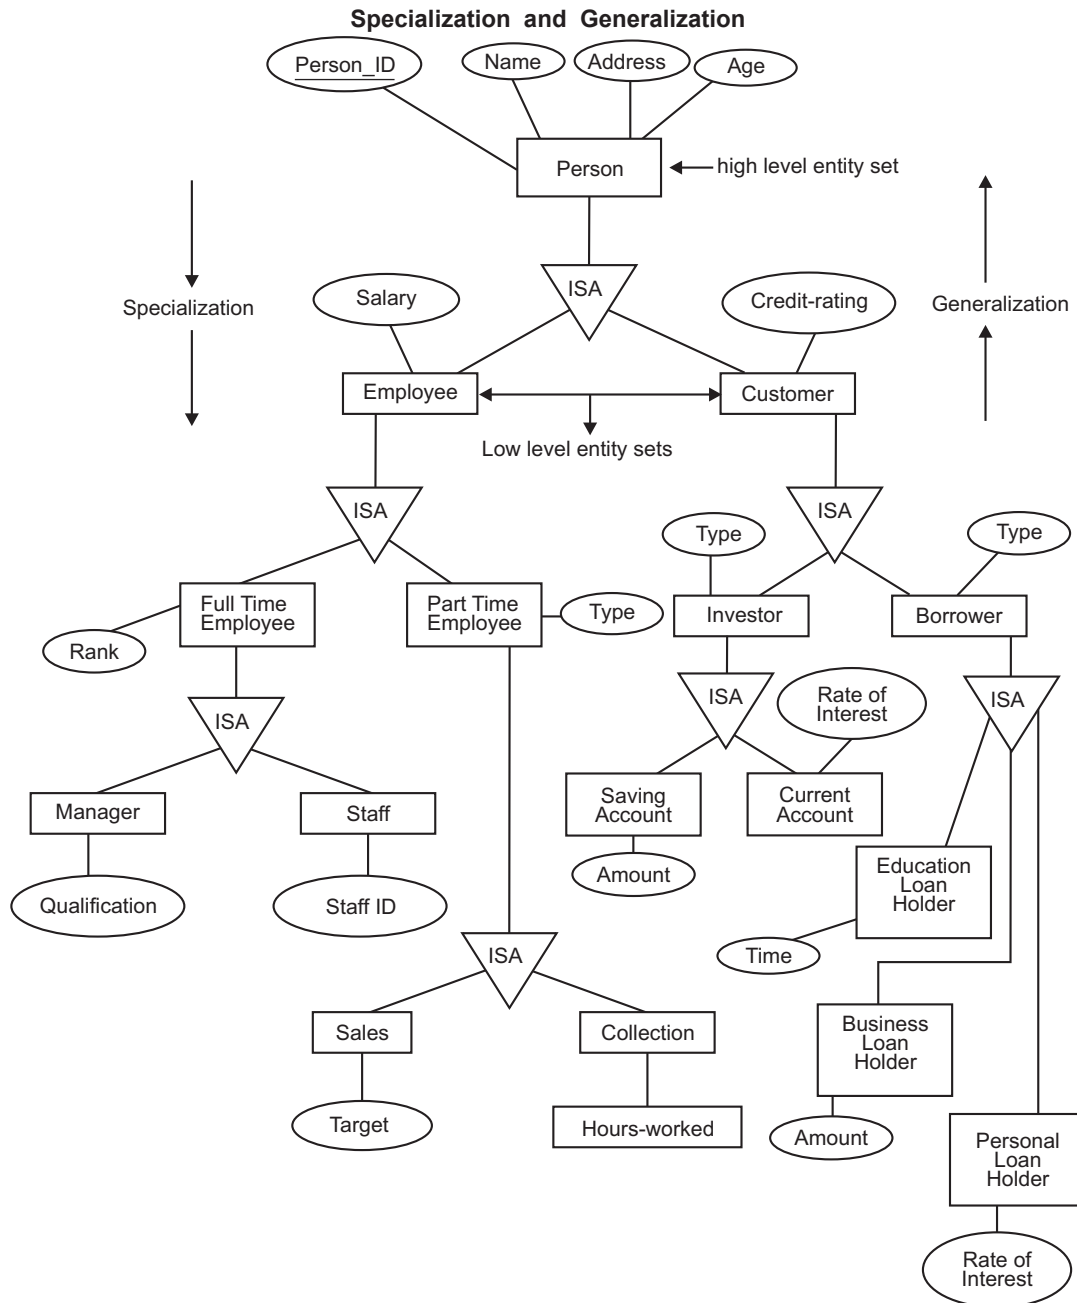 Specialization and Generalization
Person_ID
Name
Address
Age
Person
high level entity set
Specialization
Generalization
ISA
Salary
Credit-rating
Employee
Customer
Low level entity sets
ISA
ISA
Type
Type
Full Time
Employee
Part Time
Employee
Type
Investor
Borrower
Rank
ISA
ISA
Rate of
Interest
ISA
Manager
Staff
Saving
Account
Current
Account
Qualification
Staff ID
Amount
Education
Loan
Holder
ISA
Time
Sales
Collection
Business
Loan
Holder
Target
Hours-worked
Amount
Personal
Loan
Holder
Rate of
Interest